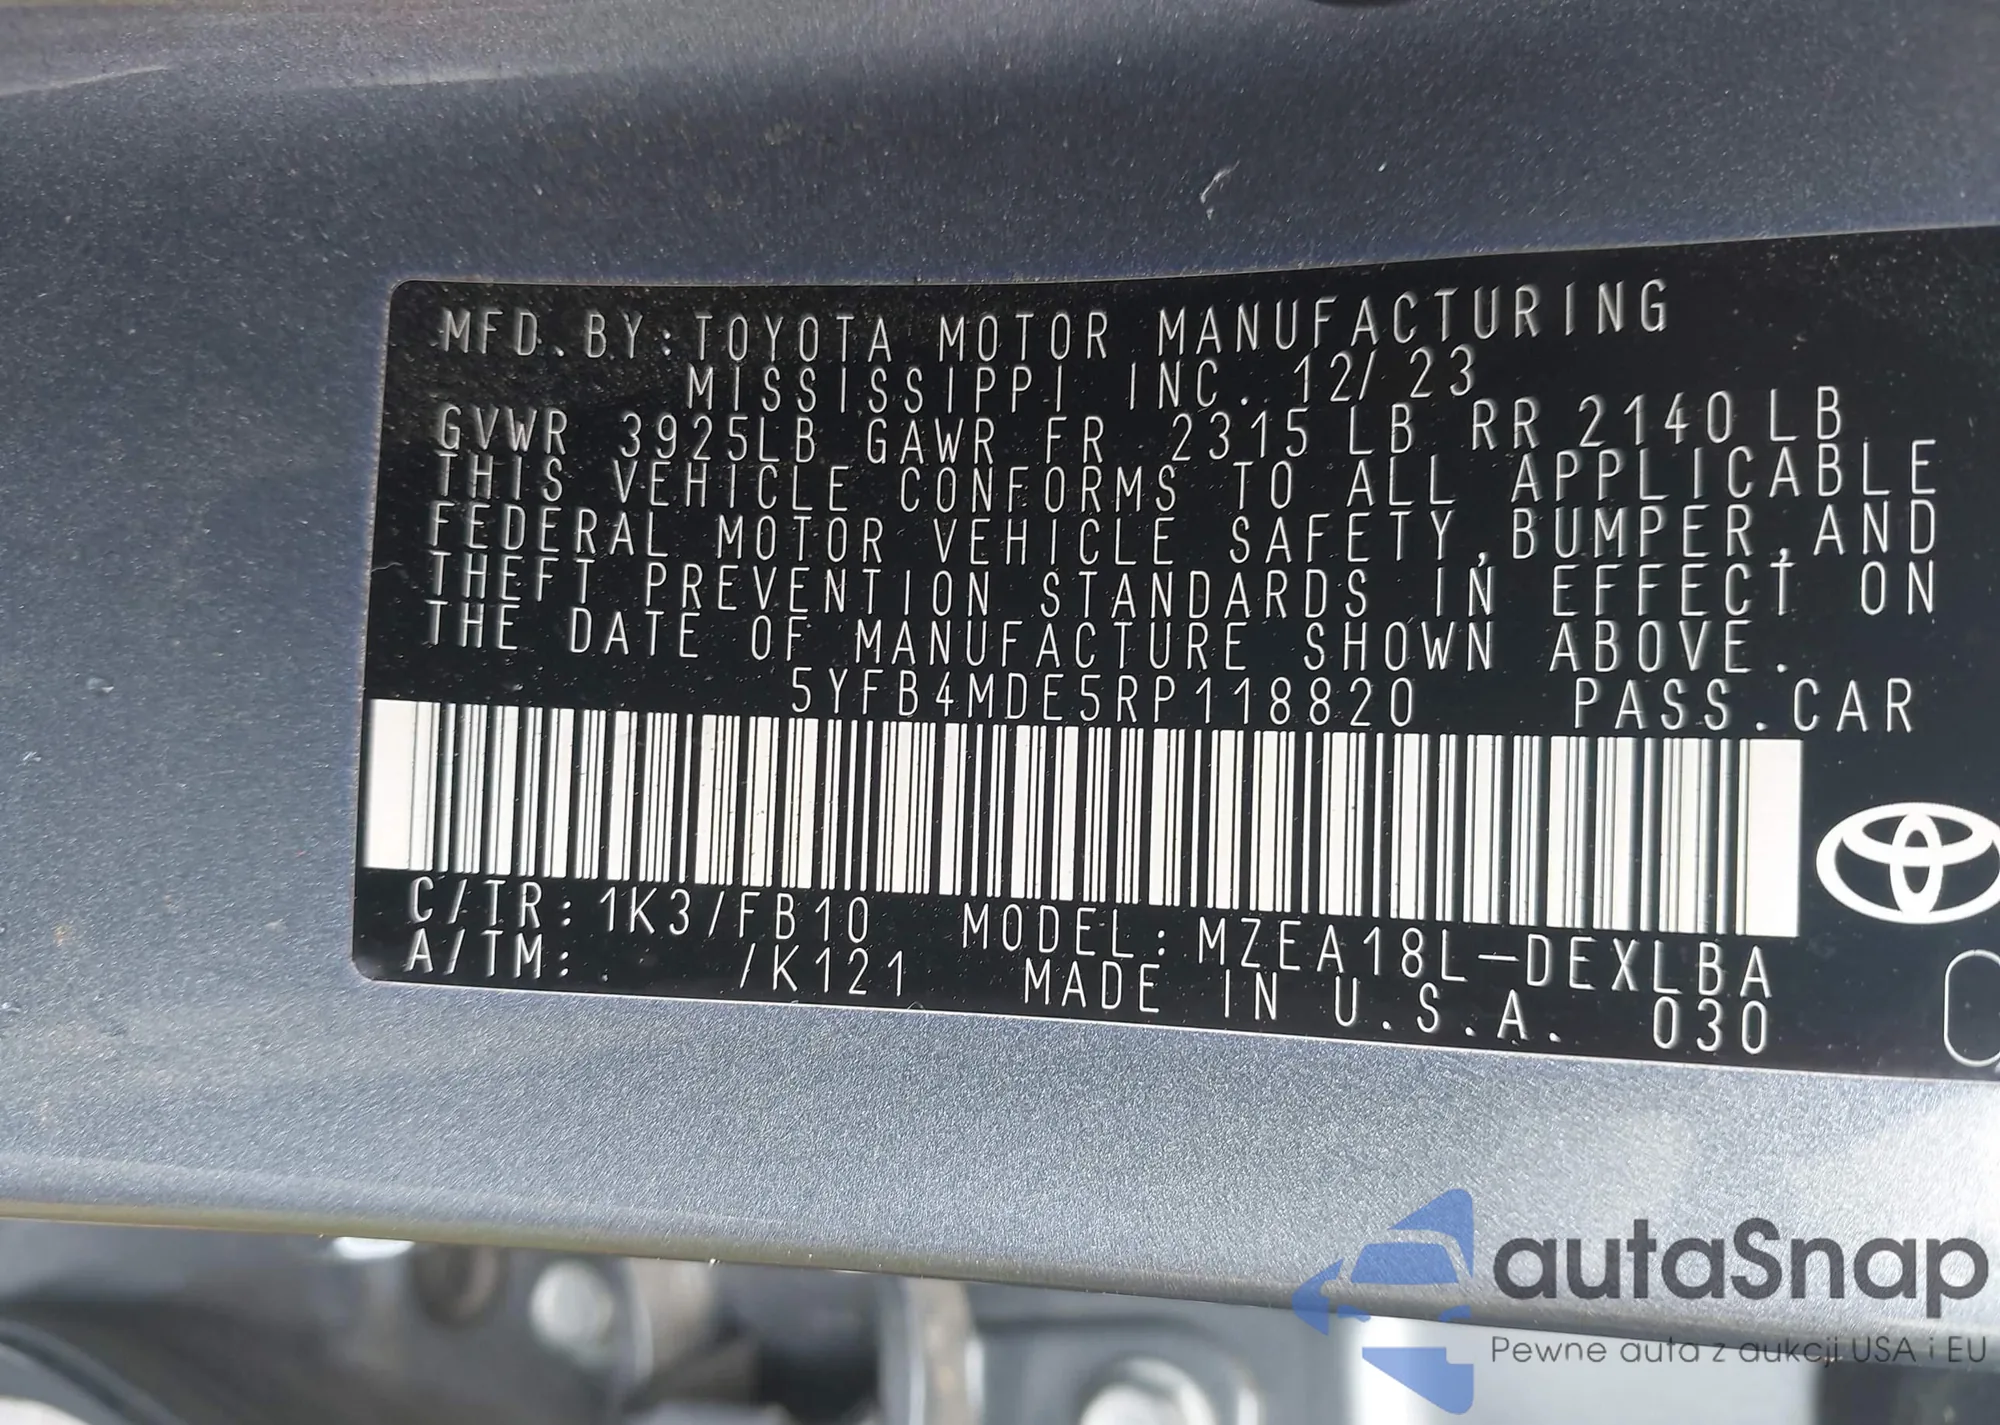 MFD.BY:TOYOTA MOTOR MANUFACTURING
MISSISSIPPI INC. 12/23
GVWR 3925LB GAWR FR 2315 LB RR 2140 LB
THIS VEHICLE CONFORMS TO ALL APPLICABLE
FEDERAL MOTOR VEHICLE SAFETY,BUMPER,AND
THEFT PREVENTION STANDARDS IN EFFECT ON
THE DATE OF MANUFACTURE SHOWN ABOVE.
5YFB4MDE5RP118820 PASS.CAR
C/TR:1K3/FB10 MODEL:MZEA18L-DEXLBA
A/TM: /K121 MADE IN U.S.A. 030
autaSnap
Pewne auta z aukcji USA i EU